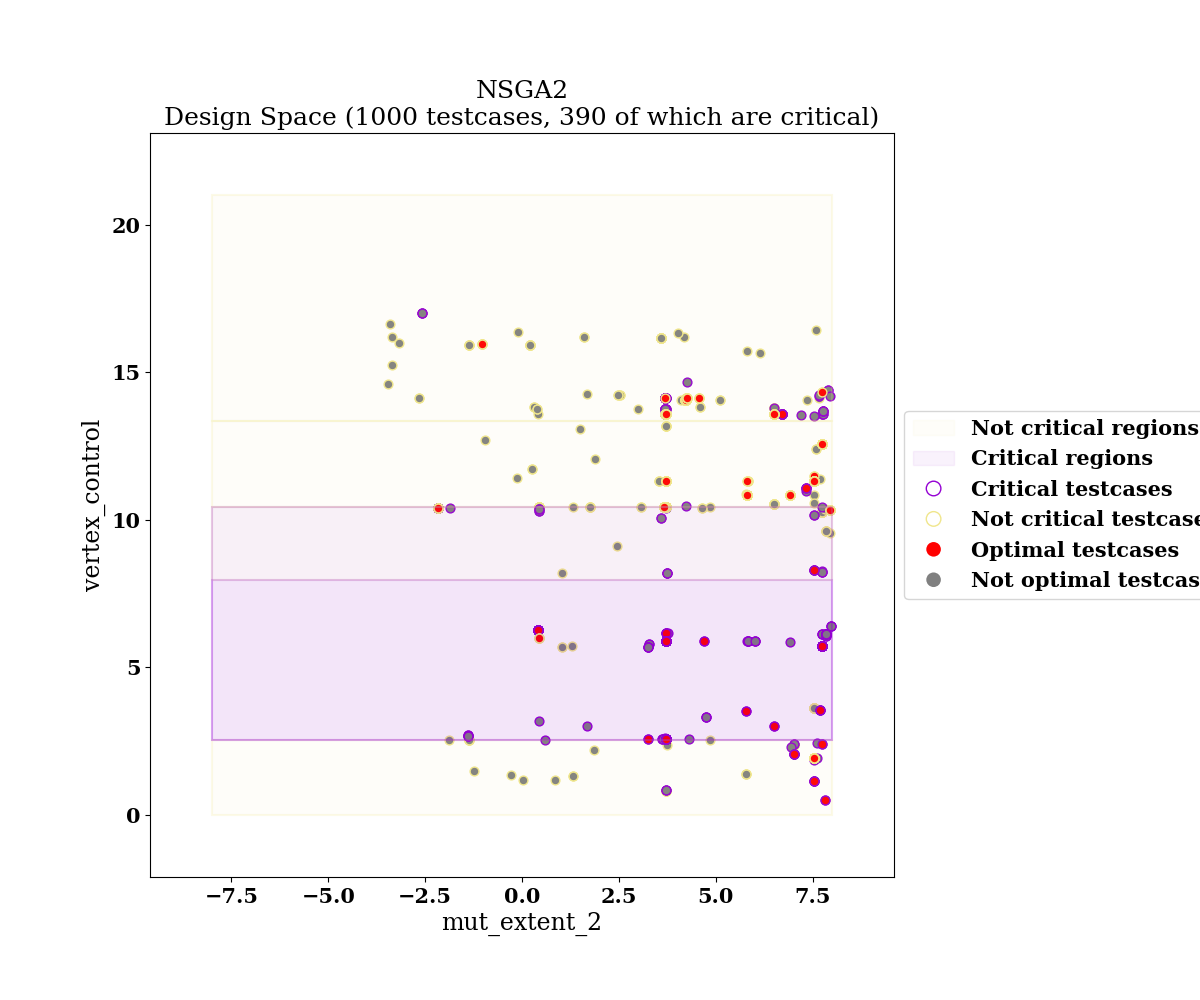 NSGA2
Design Space (1000 testcases, 390 of which are critical)
20
15
10
5
0
vertex_control
−7.5 −5.0 −2.5 0.0 2.5 5.0 7.5
mut_extent_2
Not critical regions
Critical regions
Critical testcases
Not critical testcase
Optimal testcases
Not optimal testcas